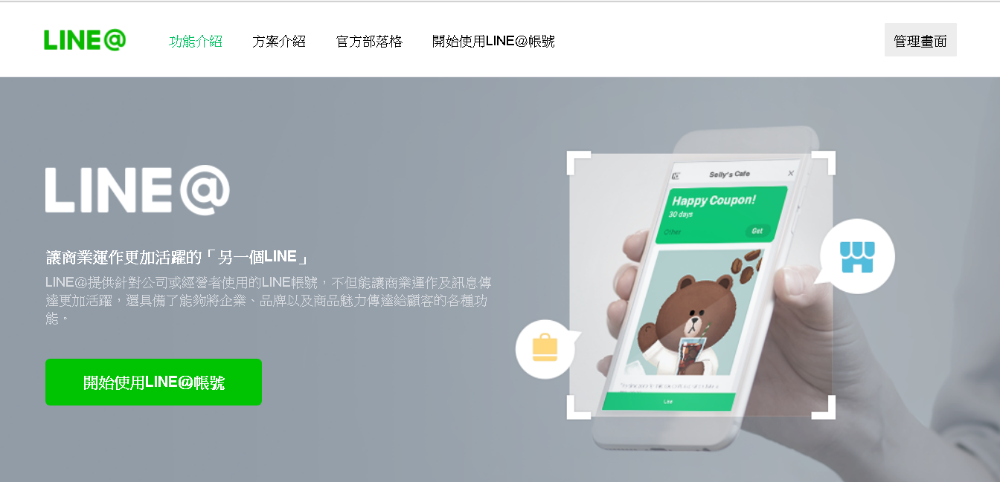 LINE@
功能介紹
方案介紹
官方部落格
開始使用LINE@帳號
管理畫面
LINE@
讓商業運作更加活躍的「另一個LINE」
LINE@提供針對公司或經營者使用的LINE帳號，不但能讓商業運作及訊息傳
達更加活躍，還具備了能夠將企業、品牌以及商品魅力傳達給顧客的各種功
能。
開始使用LINE@帳號
Selly's Cafe
Happy Coupon!
30 days
Other
Get
Use